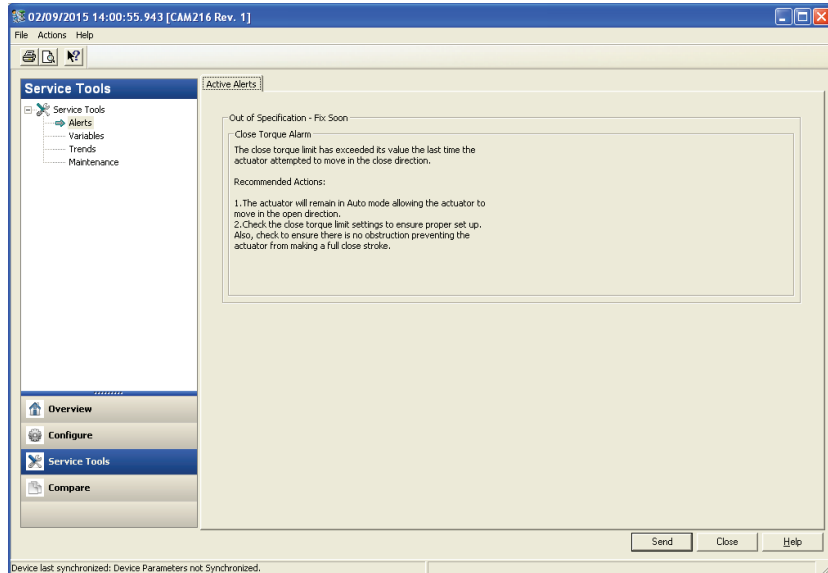 02/09/2015 14:00:55.943 [CAM216 Rev. 1]
File Actions Help
Service Tools
Service Tools
Alerts
Variables
Trends
Maintenance
Overview
Configure
Service Tools
Compare
Active Alerts
Out of Specification - Fix Soon
Close Torque Alarm
The close torque limit has exceeded its value the last time the
actuator attempted to move in the close direction.
Recommended Actions:
1.The actuator will remain in Auto mode allowing the actuator to
move in the open direction.
2.Check the close torque limit settings to ensure proper set up.
Also, check to ensure there is no obstruction preventing the
actuator from making a full close stroke.
Send Close Help
Device last synchronized: Device Parameters not Synchronized.